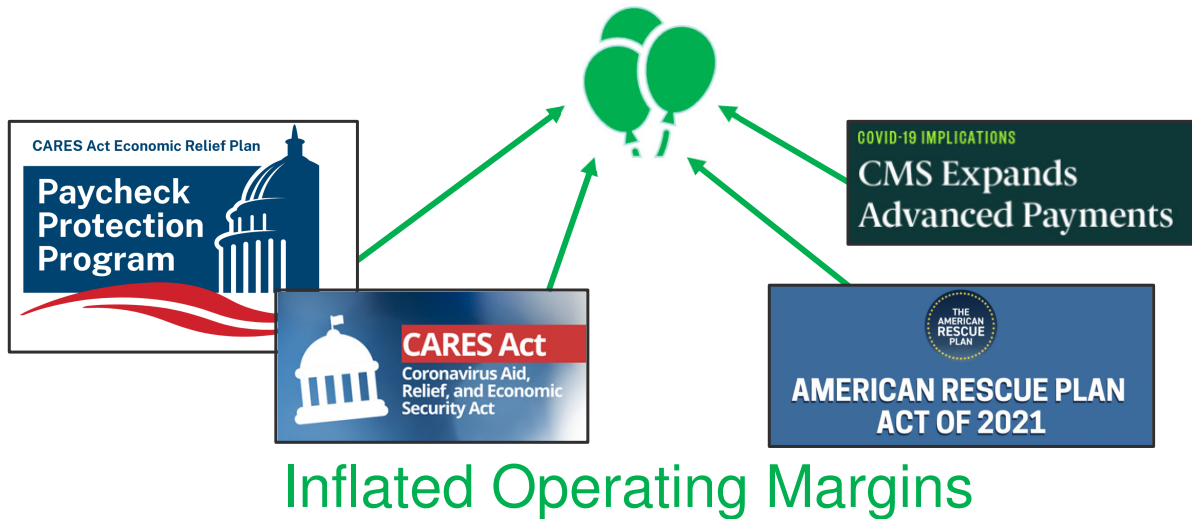 CARES Act Economic Relief Plan
Paycheck
Protection
Program
CARES Act
Coronavirus Aid,
Relief, and Economic
Security Act
COVID-19 IMPLICATIONS
CMS Expands
Advanced Payments
THE
AMERICAN
RESCUE
PLAN
AMERICAN RESCUE PLAN
ACT OF 2021
Inflated Operating Margins